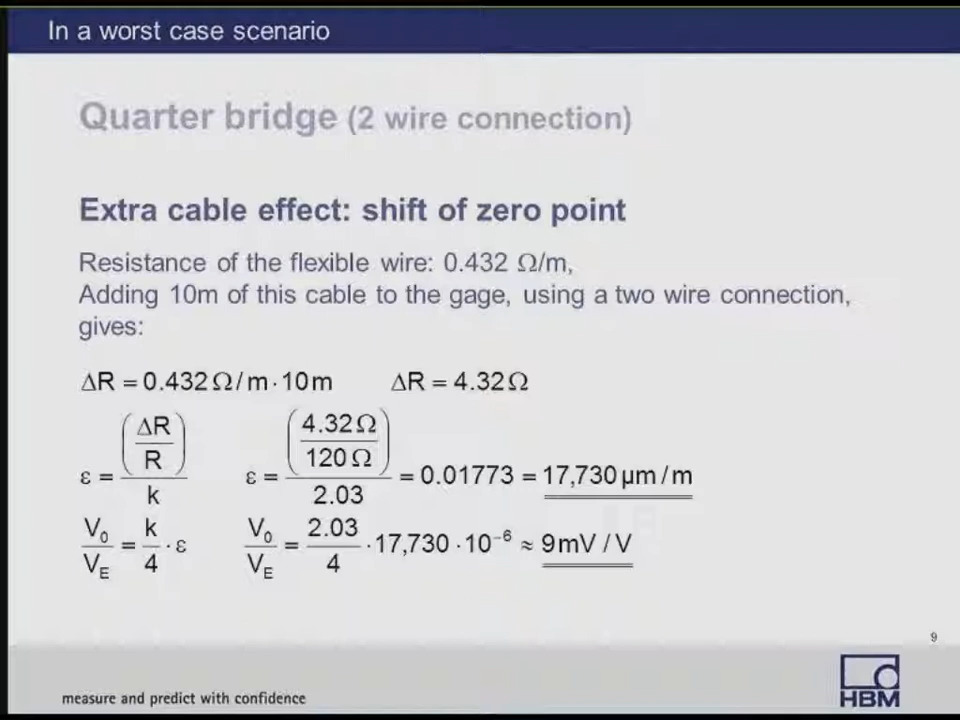 In a worst case scenario
Quarter bridge (2 wire connection)
Extra cable effect: shift of zero point
Resistance of the flexible wire: 0.432 Ω/m,
Adding 10m of this cable to the gage, using a two wire connection,
gives:
ΔR = 0.432 Ω/m · 10m ΔR = 4.32 Ω
ε = (ΔR/R)/k ε = (4.32 Ω/120 Ω)/2.03 = 0.01773 = 17,730 µm/m
V₀/V_E = k/4 · ε V₀/V_E = 2.03/4 · 17,730 · 10⁻⁶ ≈ 9mV/V
9
measure and predict with confidence
HBM